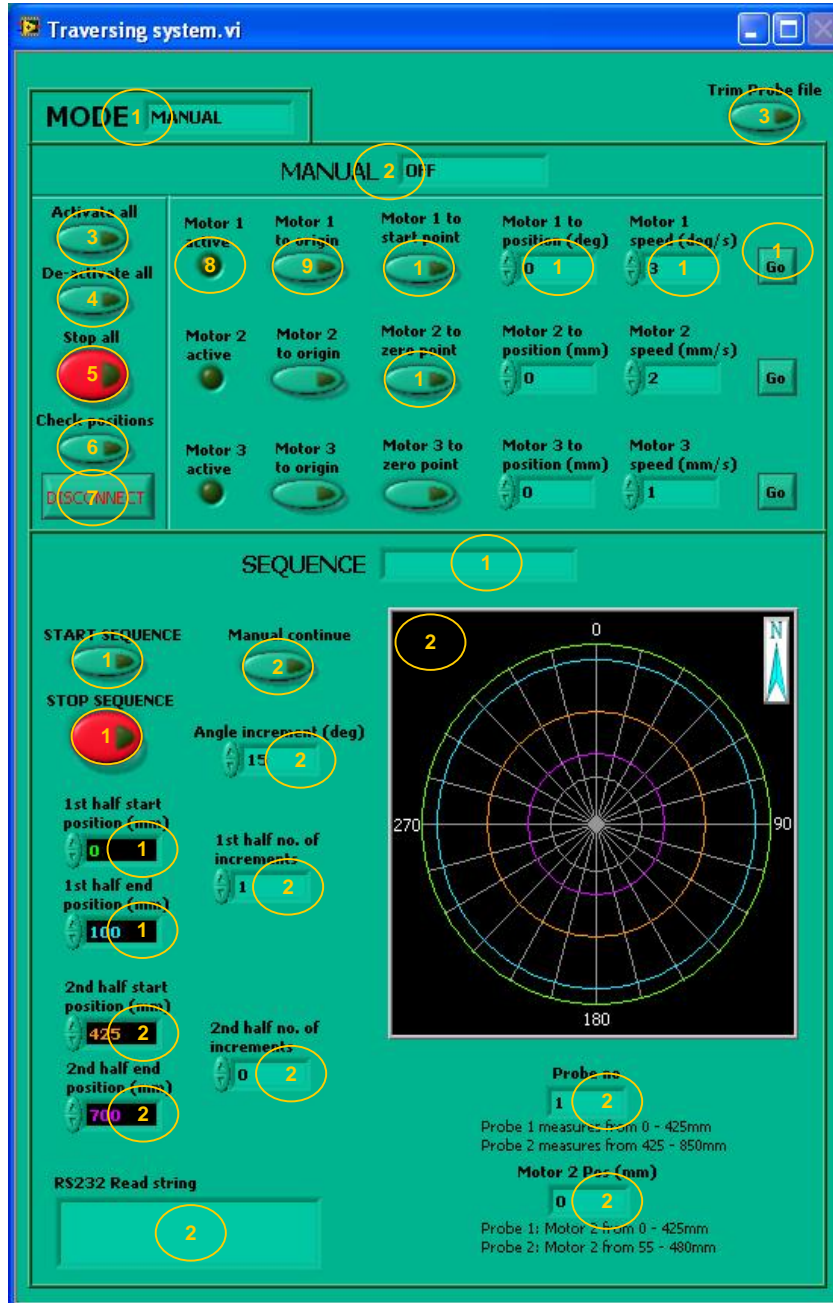 Traversing system.vi
Trim Probe file
3
MODE 1 MANUAL
MANUAL 2 OFF
Activate all
3
De-activate all
4
Stop all
5
Check positions
6
DISCONNECT
7
Motor 1
active
8
Motor 1
to origin
9
Motor 1 to
start point
1
Motor 1 to
position (deg)
0 1
Motor 1
speed (deg/s)
3 1
1
Go
Motor 2
active
Motor 2
to origin
Motor 2 to
zero point
1
Motor 2 to
position (mm)
0
Motor 2
speed (mm/s)
2
Go
Motor 3
active
Motor 3
to origin
Motor 3 to
zero point
Motor 3 to
position (mm)
0
Motor 3
speed (mm/s)
1
Go
SEQUENCE 1
START SEQUENCE
1
STOP SEQUENCE
1
Manual continue
2
Angle increment (deg)
15 2
1st half start
position (mm)
0 1
1st half end
position (mm)
100 1
1st half no. of
increments
1 2
2nd half start
position (mm)
425 2
2nd half end
position (mm)
700 2
2nd half no. of
increments
0 2
2
0
N
270
90
180
Probe no
1 2
Probe 1 measures from 0 - 425mm
Probe 2 measures from 425 - 850mm
Motor 2 Pos (mm)
0 2
Probe 1: Motor 2 from 0 - 425mm
Probe 2: Motor 2 from 55 - 480mm
RS232 Read string
2